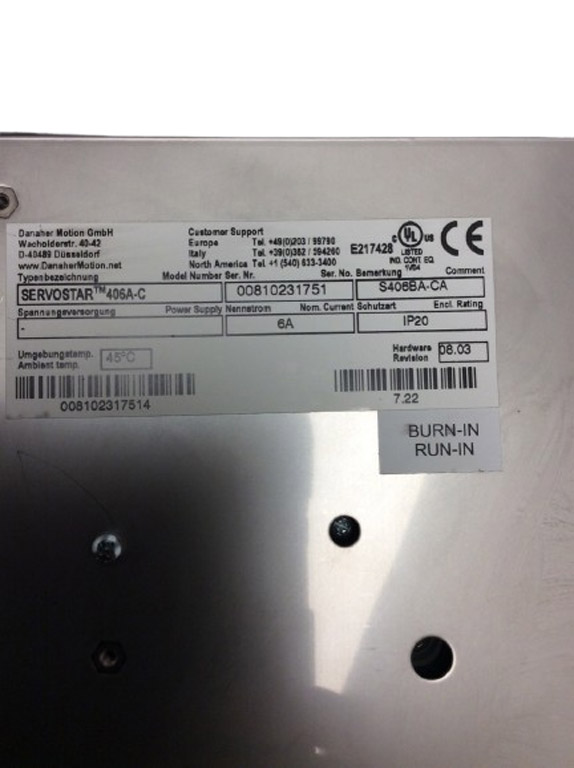 Danaher Motion GmbH
Wacholderstr. 40-42
D-40489 Düsseldorf
www.DanaherMotion.net
Customer Support
Europe Tel. +49(0)203 / 99790
Italy Tel. +39(0)362 / 594260
North America Tel. +1 (540) 633-3400
E217428
C UL US
LISTED
IND. CONT. EQ.
1V54
CE
Typenbezeichnung Model Number
Ser. Nr. Ser. No.
Bemerkung Comment
SERVOSTAR™406A-C
00810231751
S406BA-CA
Spannungsversorgung Power Supply
Nennstrom Nom. Current
Schutzart Encl. Rating
-
6A
IP20
Umgebungstemp.
Ambient temp.
45°C
Hardware
Revision
08.03
008102317514
7.22
BURN-IN
RUN-IN